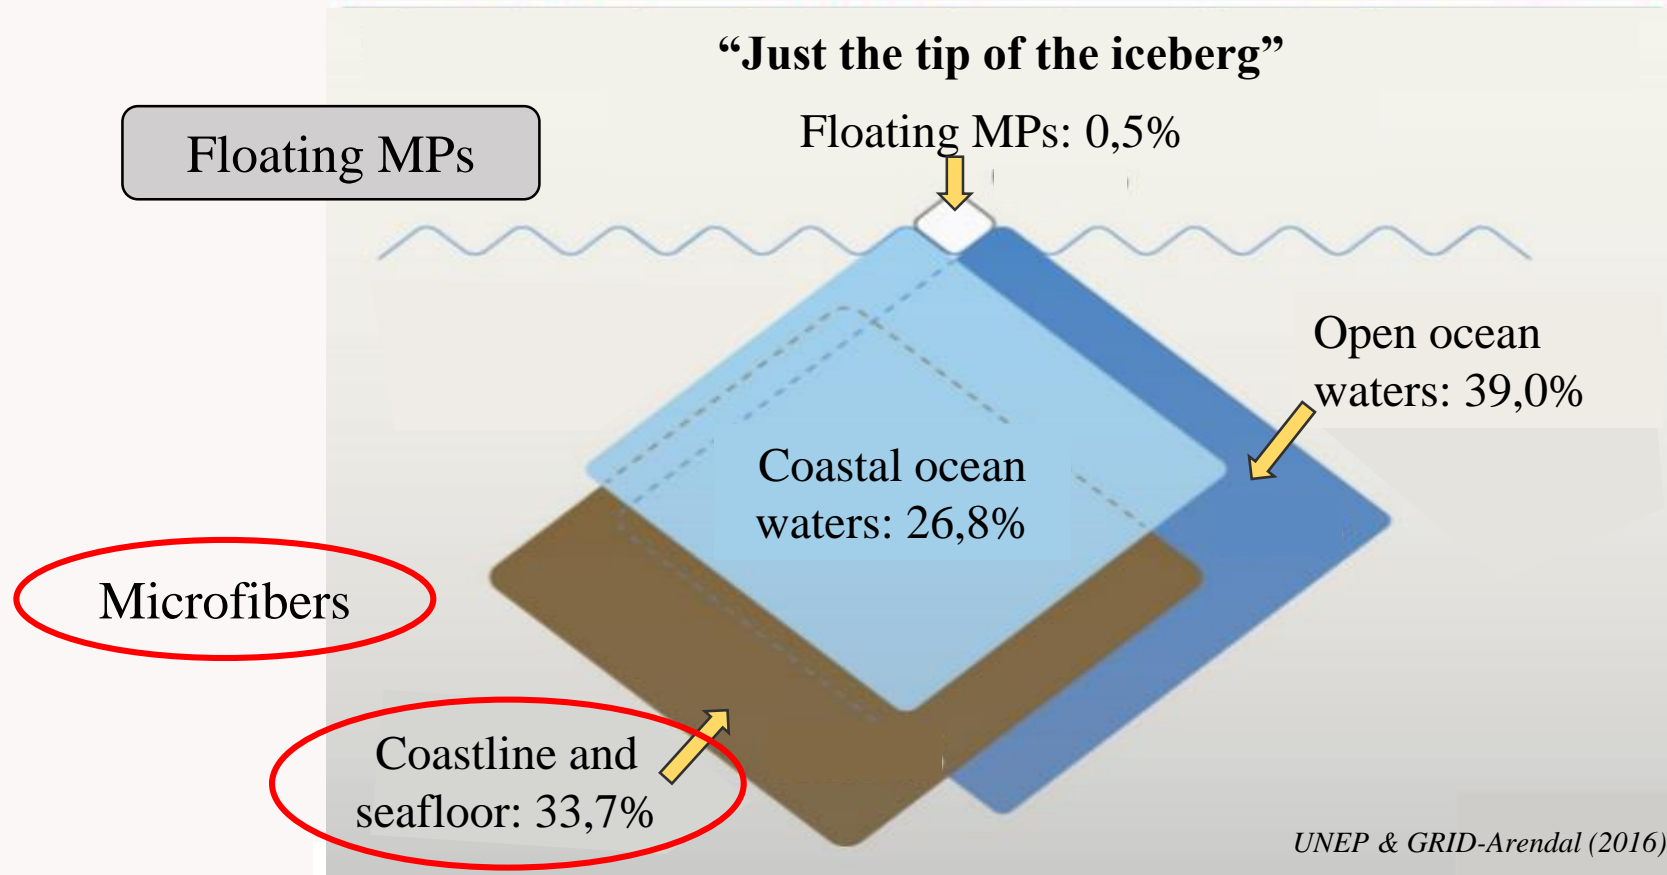 “Just the tip of the iceberg”
Floating MPs: 0,5%
Floating MPs
Open ocean
waters: 39,0%
Coastal ocean
waters: 26,8%
Microfibers
Coastline and
seafloor: 33,7%
UNEP & GRID-Arendal (2016)